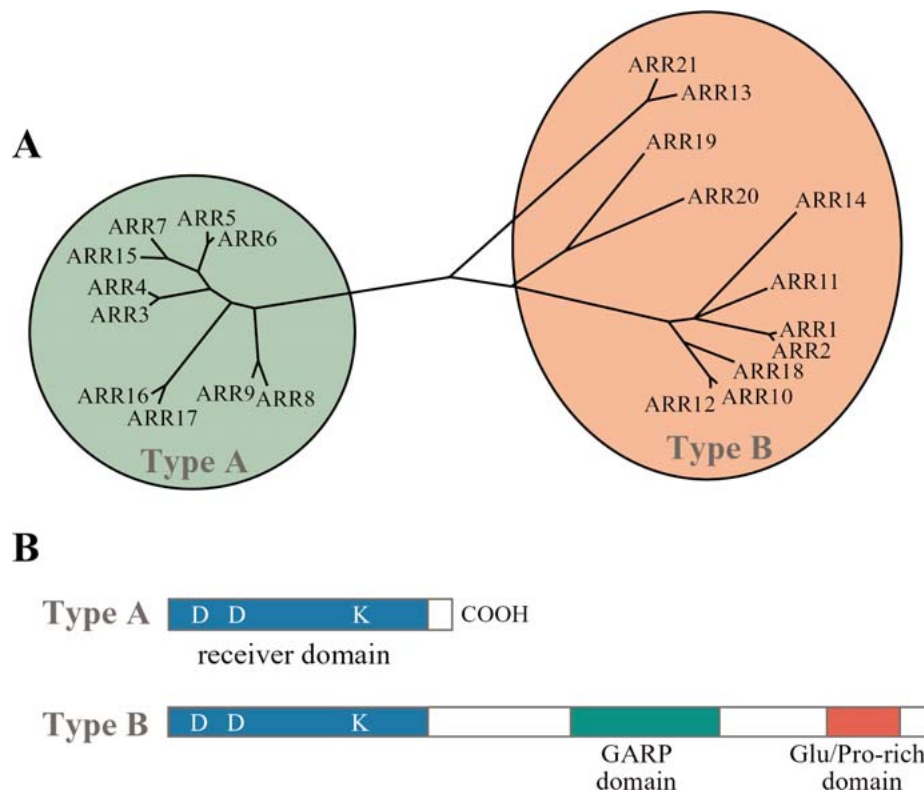 A
ARR21
ARR13
ARR19
ARR20
ARR14
ARR11
ARR1
ARR2
ARR18
ARR10
ARR12
Type B
ARR5
ARR7
ARR6
ARR15
ARR4
ARR3
ARR16
ARR17
ARR9
ARR8
Type A
B
Type A D D K COOH
receiver domain
Type B D D K
GARP
domain
Glu/Pro-rich
domain